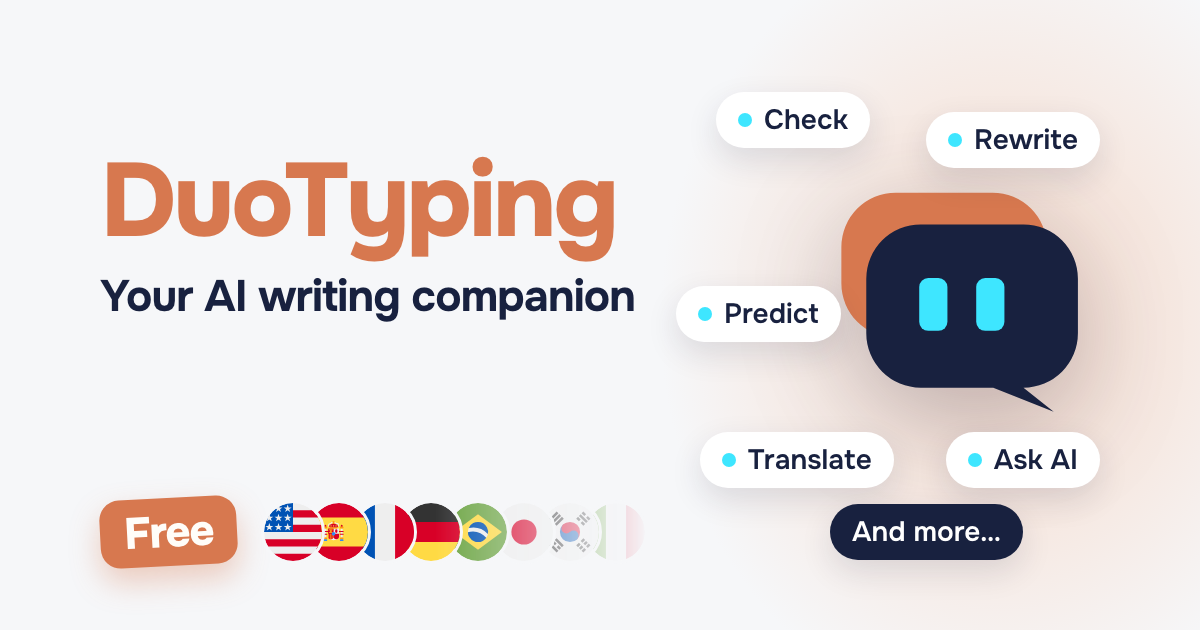 DuoTyping
Your AI writing companion
Free
Check
Rewrite
Predict
Translate
Ask AI
And more...